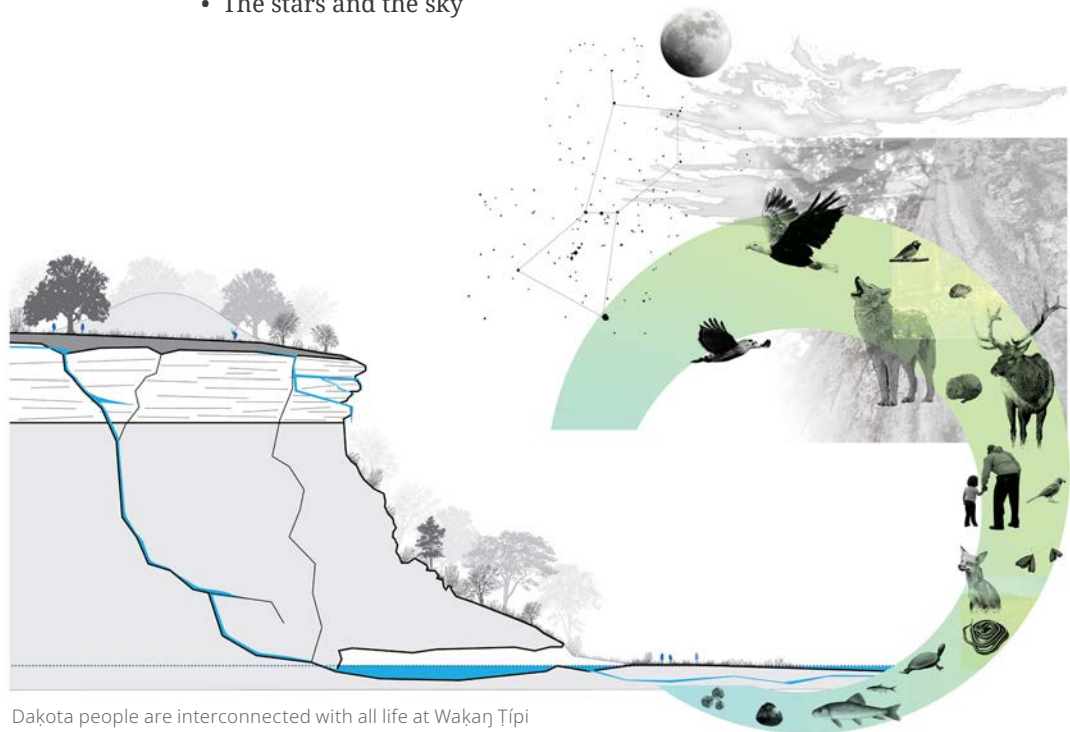 • The stars and the sky
Daḳota people are interconnected with all life at Waḳaŋ Ṭípi